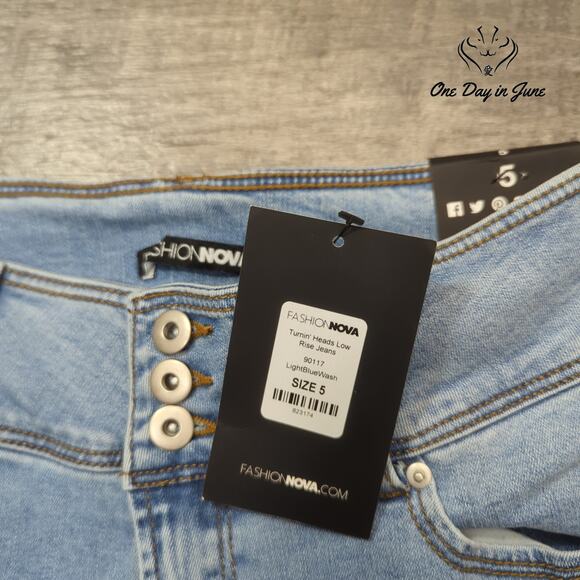 愛
One Day in June
5
FASHIONNOVA
FASHIONNOVA
Turnin' Heads Low
Rise Jeans
90117
LightBlueWash
SIZE 5
823174
FASHIONNOVA.COM